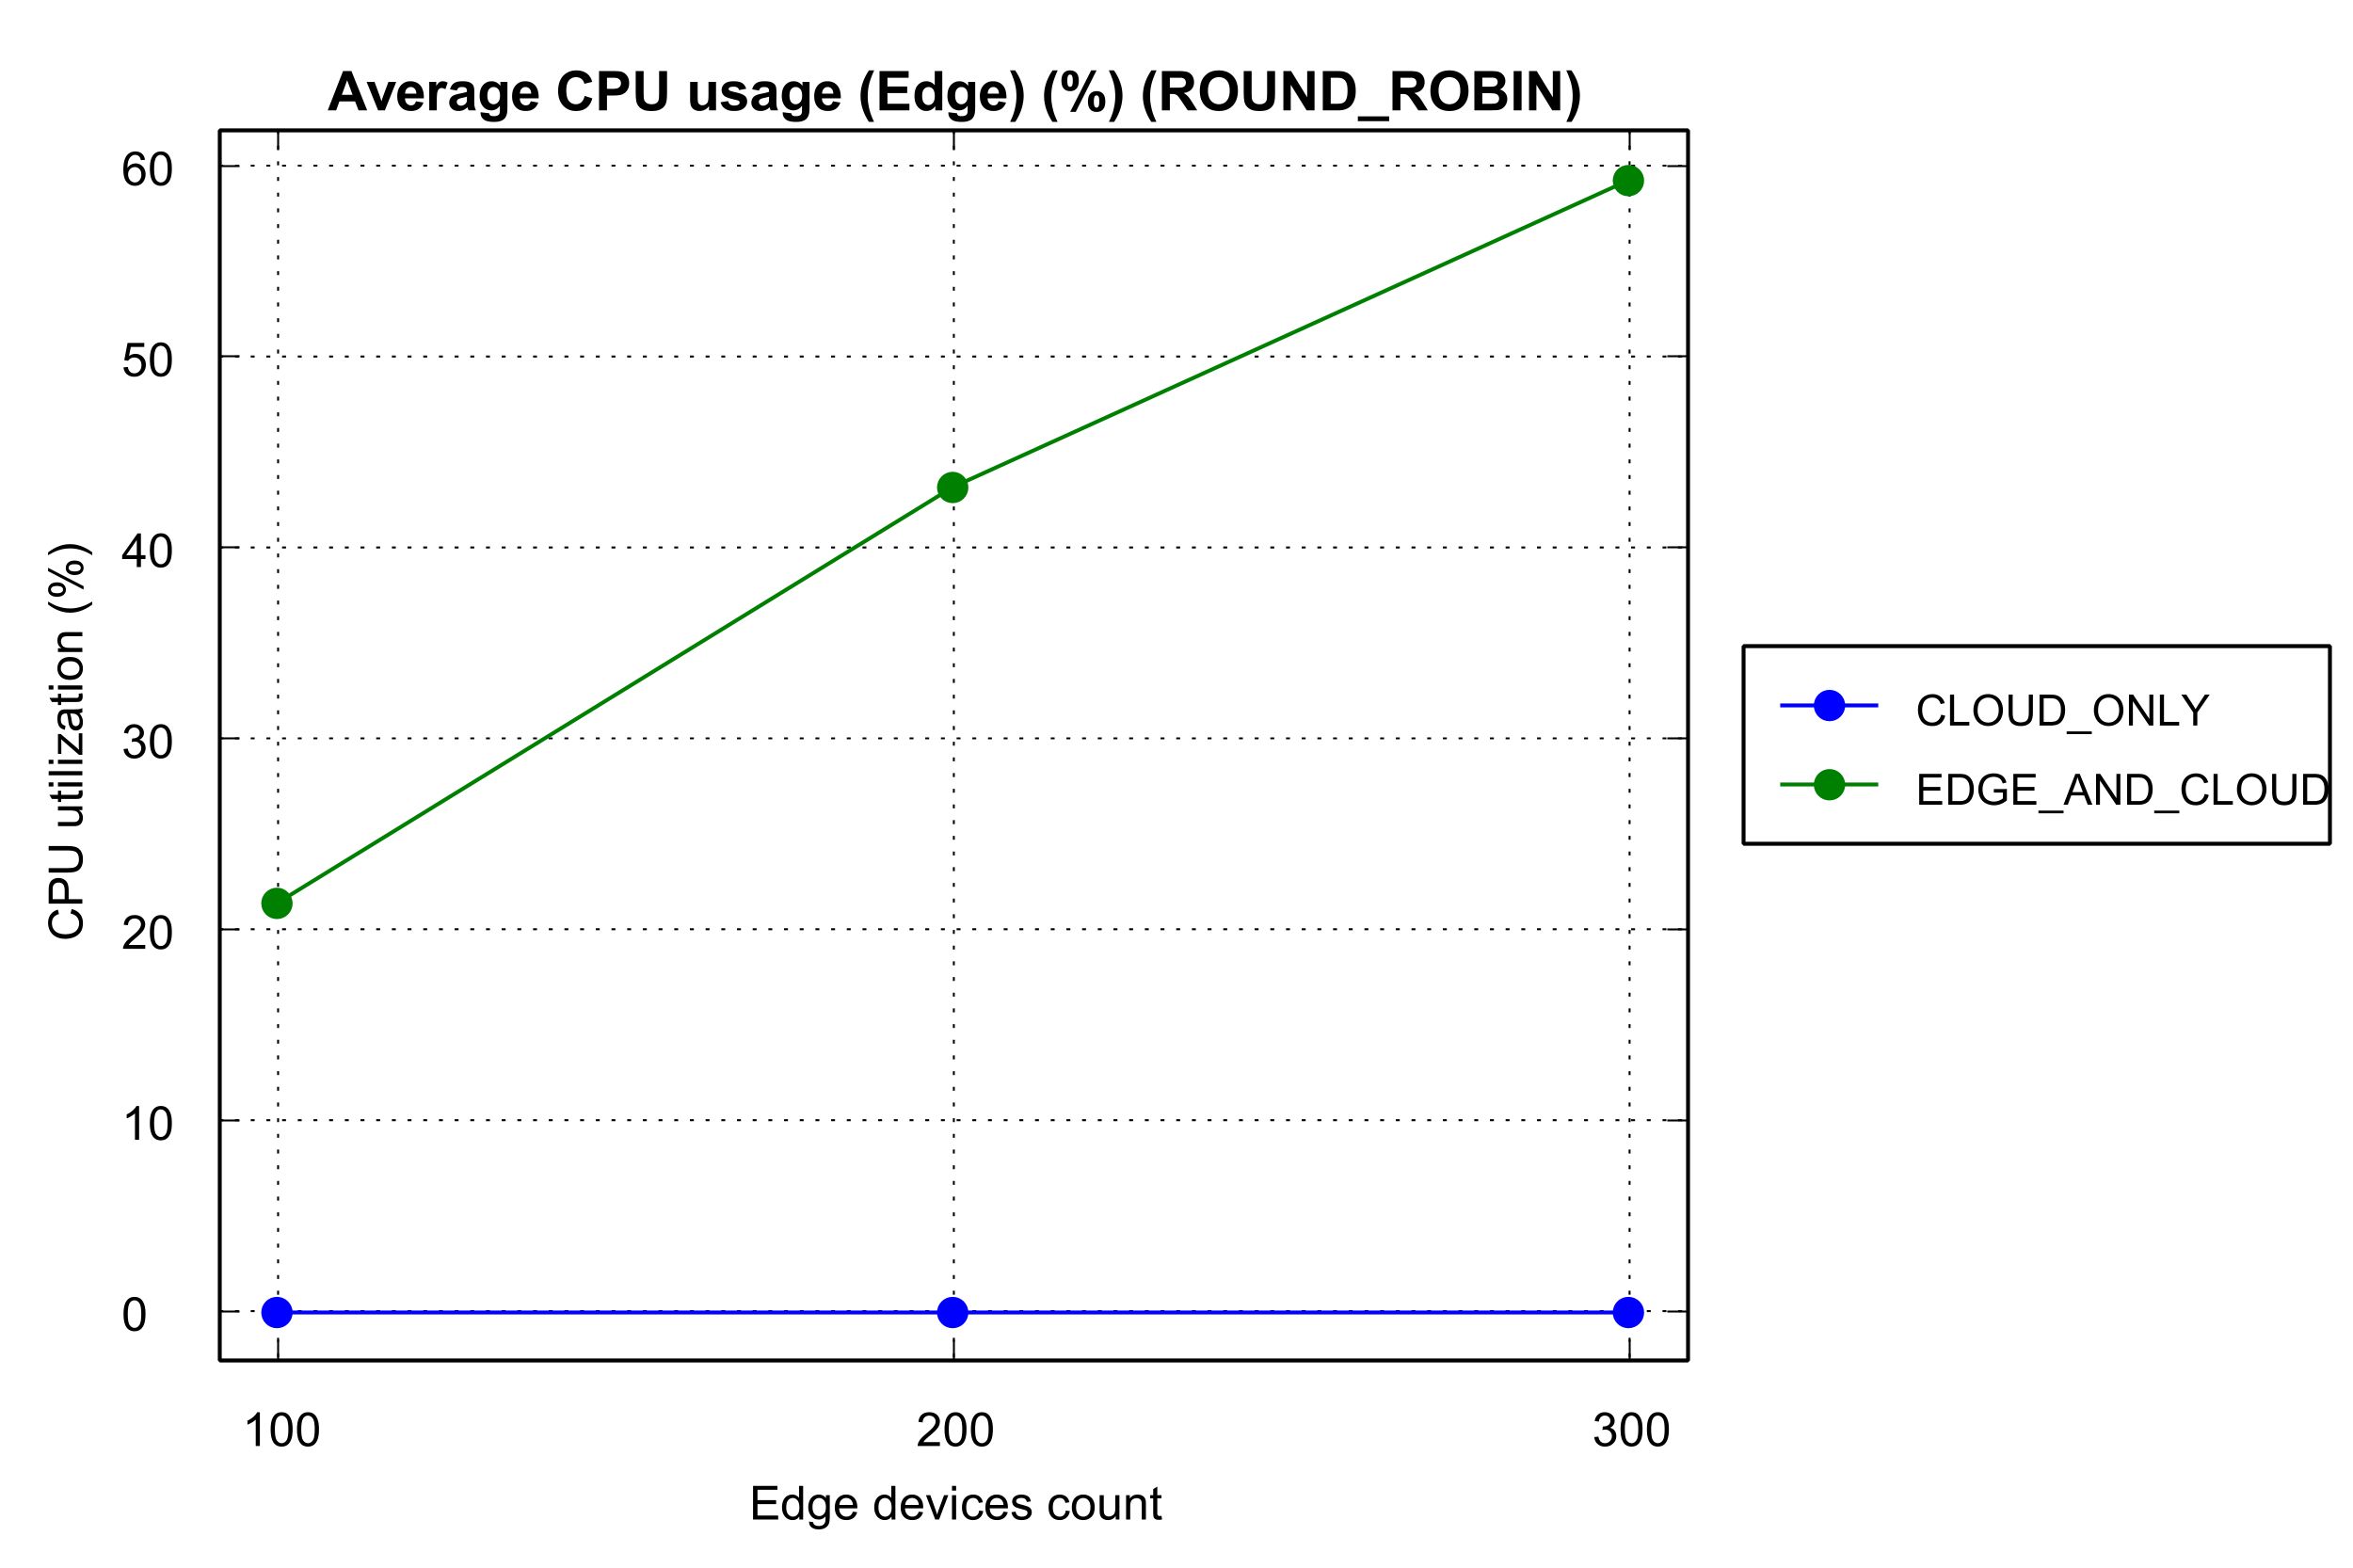 Average CPU usage (Edge) (%) (ROUND_ROBIN)
60
50
40
30
20
10
0
CPU utilization (%)
100 200 300
Edge devices count
CLOUD_ONLY
EDGE_AND_CLOUD